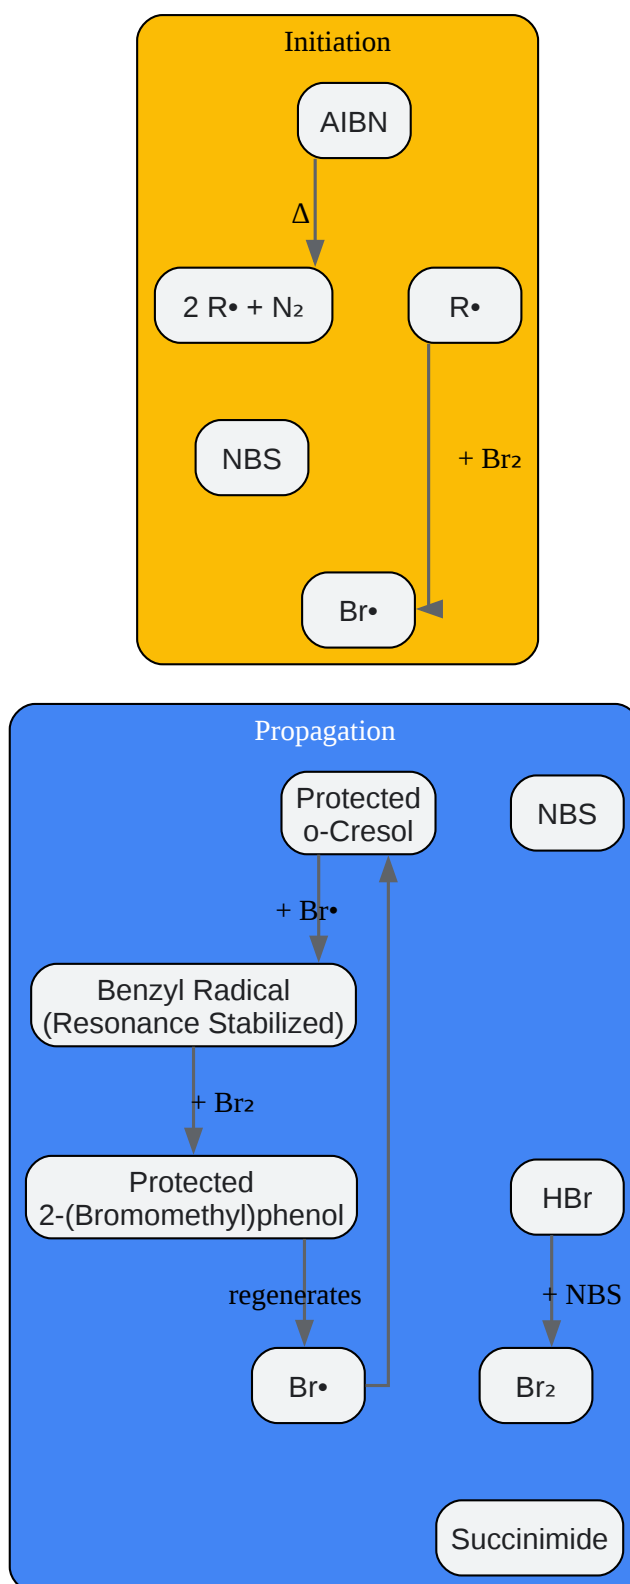 Initiation
AIBN
Δ
2 R• + N₂
R•
NBS
+ Br₂
Br•
Propagation
Protected
o-Cresol
NBS
+ Br•
Benzyl Radical
(Resonance Stabilized)
+ Br₂
Protected
2-(Bromomethyl)phenol
HBr
regenerates
+ NBS
Br•
Br₂
Succinimide